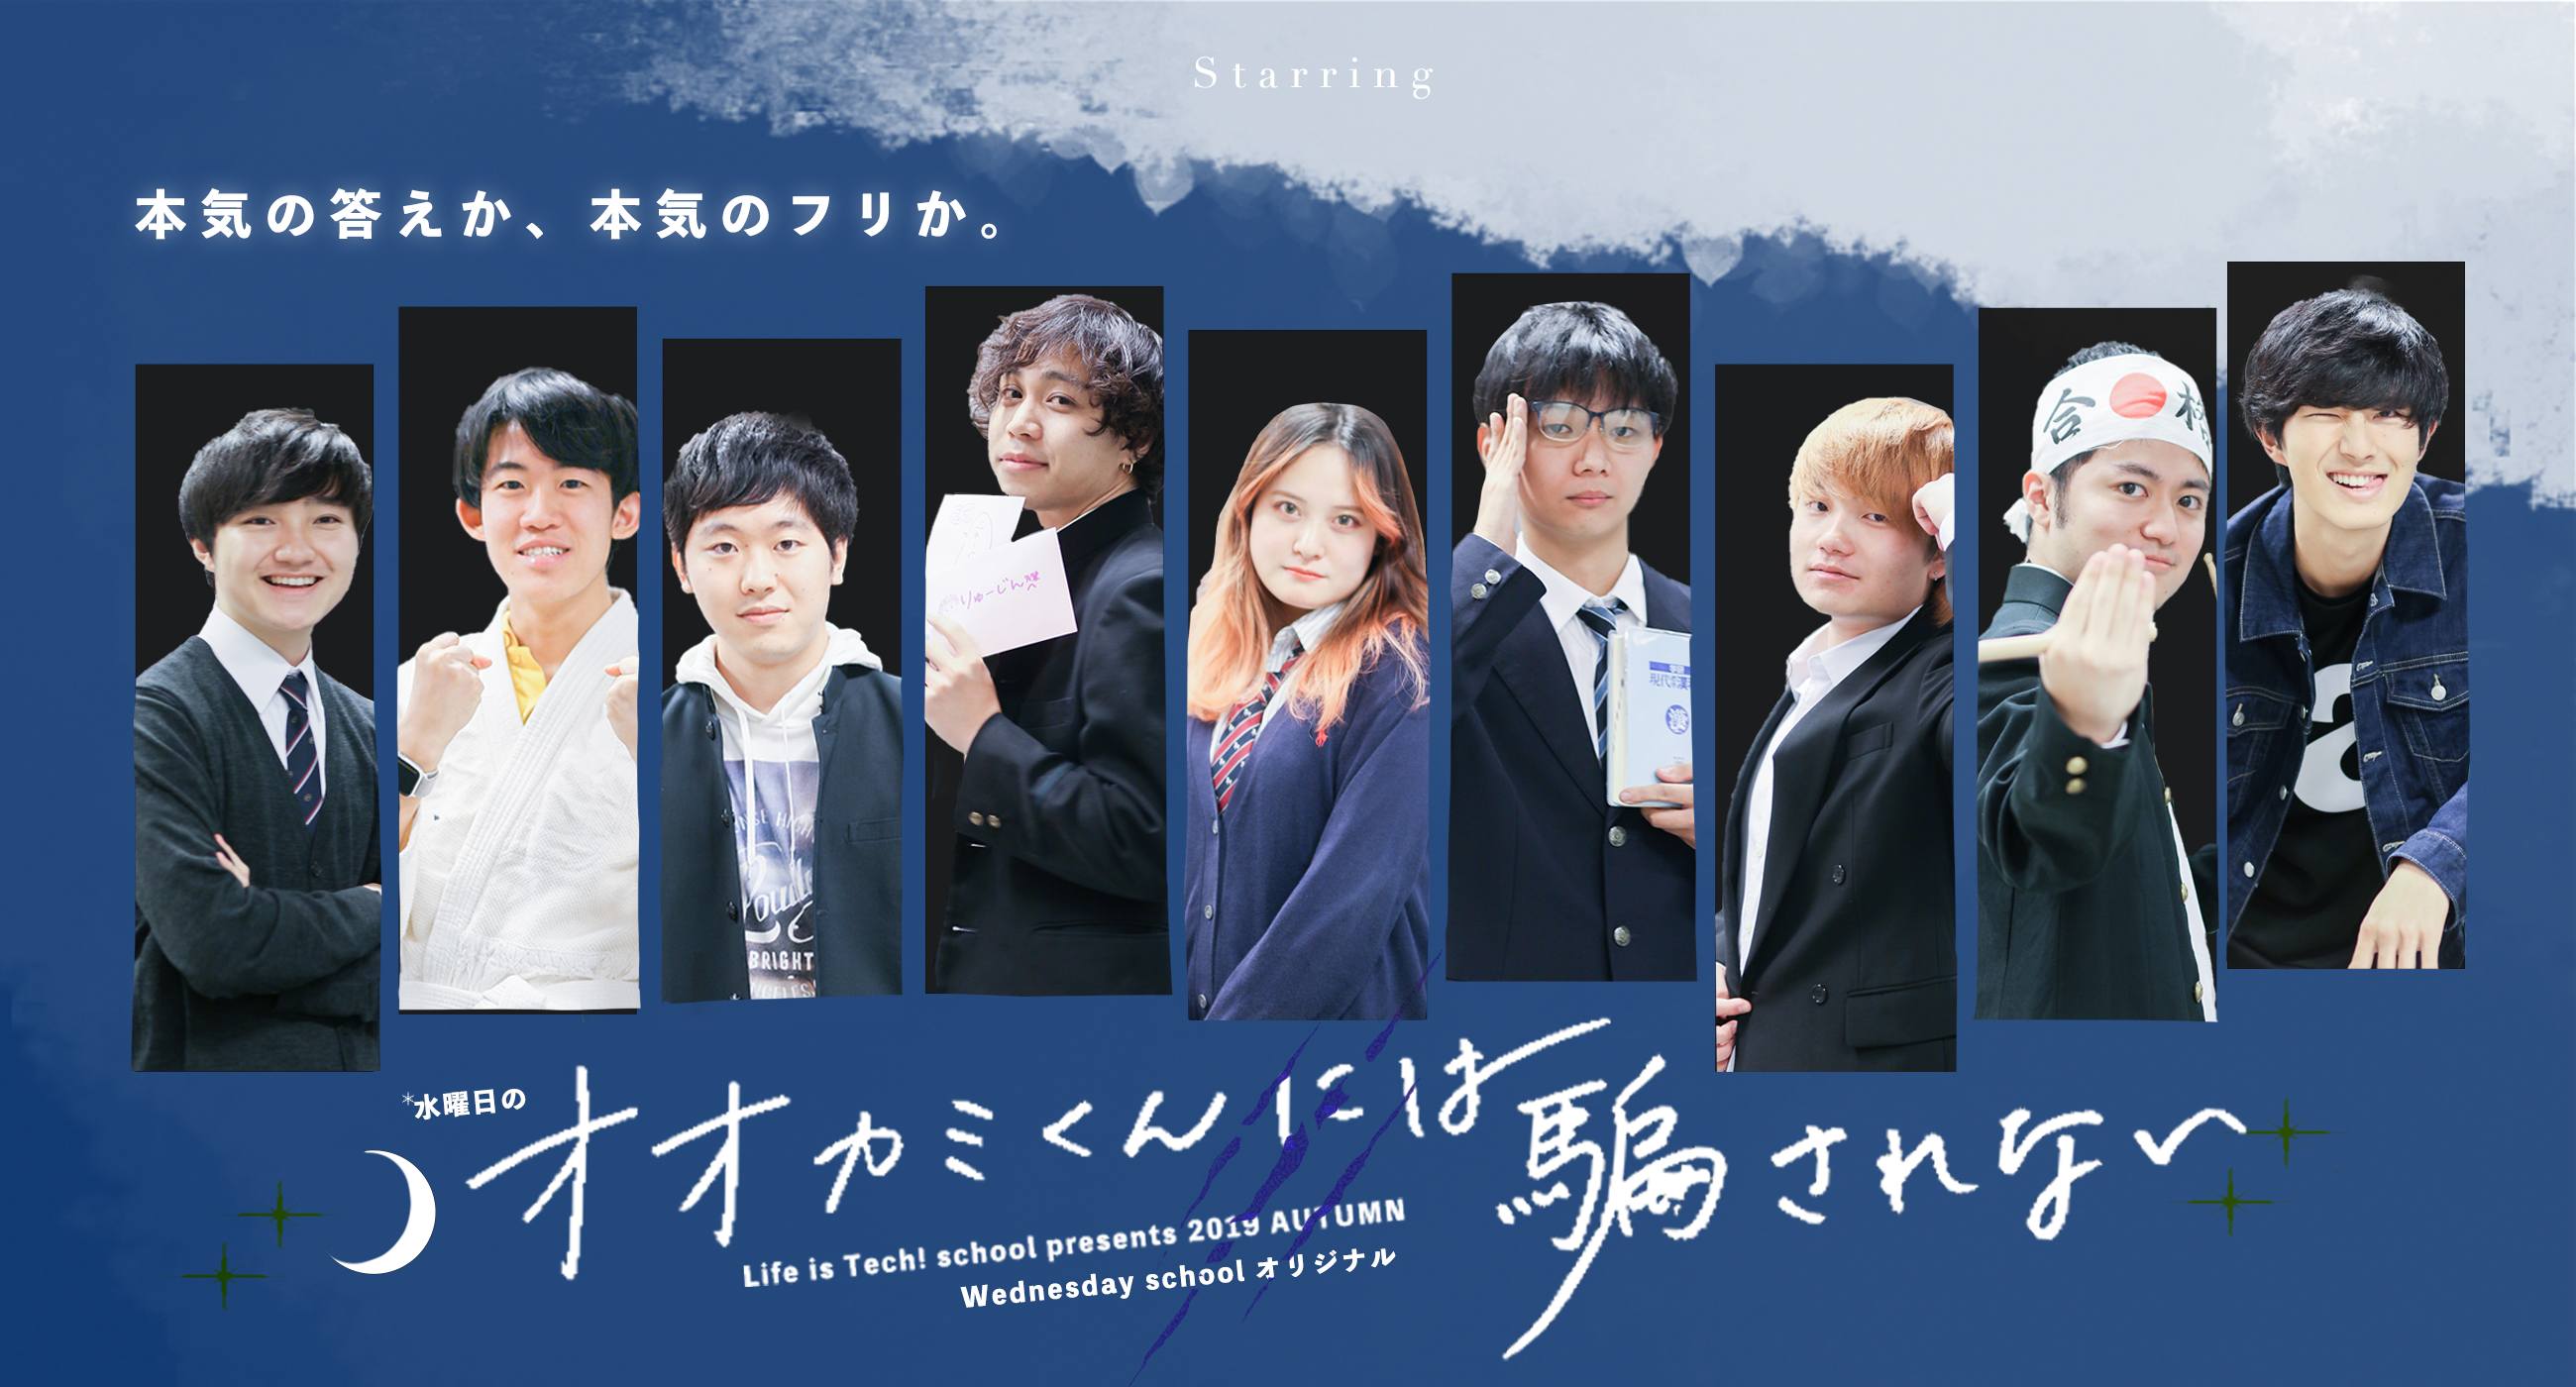 Starring
本気の答えか、本気のフリか。
りゅーじん
合格
BRIGHT
水曜日の
オオカミくんには騙されない
Life is Tech! school presents 2019 AUTUMN
Wednesday school オリジナル